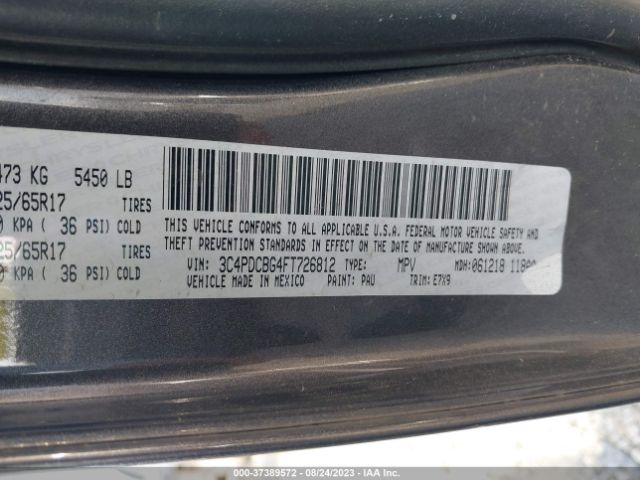 473 KG 5450 LB
25/65R17 TIRES
0 KPA ( 36 PSI) COLD
25/65R17 TIRES
0 KPA ( 36 PSI) COLD
THIS VEHICLE CONFORMS TO ALL APPLICABLE U.S.A. FEDERAL MOTOR VEHICLE SAFETY AND
THEFT PREVENTION STANDARDS IN EFFECT ON THE DATE OF MANUFACTURE SHOWN ABOVE.
VIN: 3C4PDCBG4FT726812 TYPE: MPV MDH: 061218 118
VEHICLE MADE IN MEXICO PAINT: PAU TRIM: E7X9
000-37389572 - 08/24/2023 - IAA Inc.